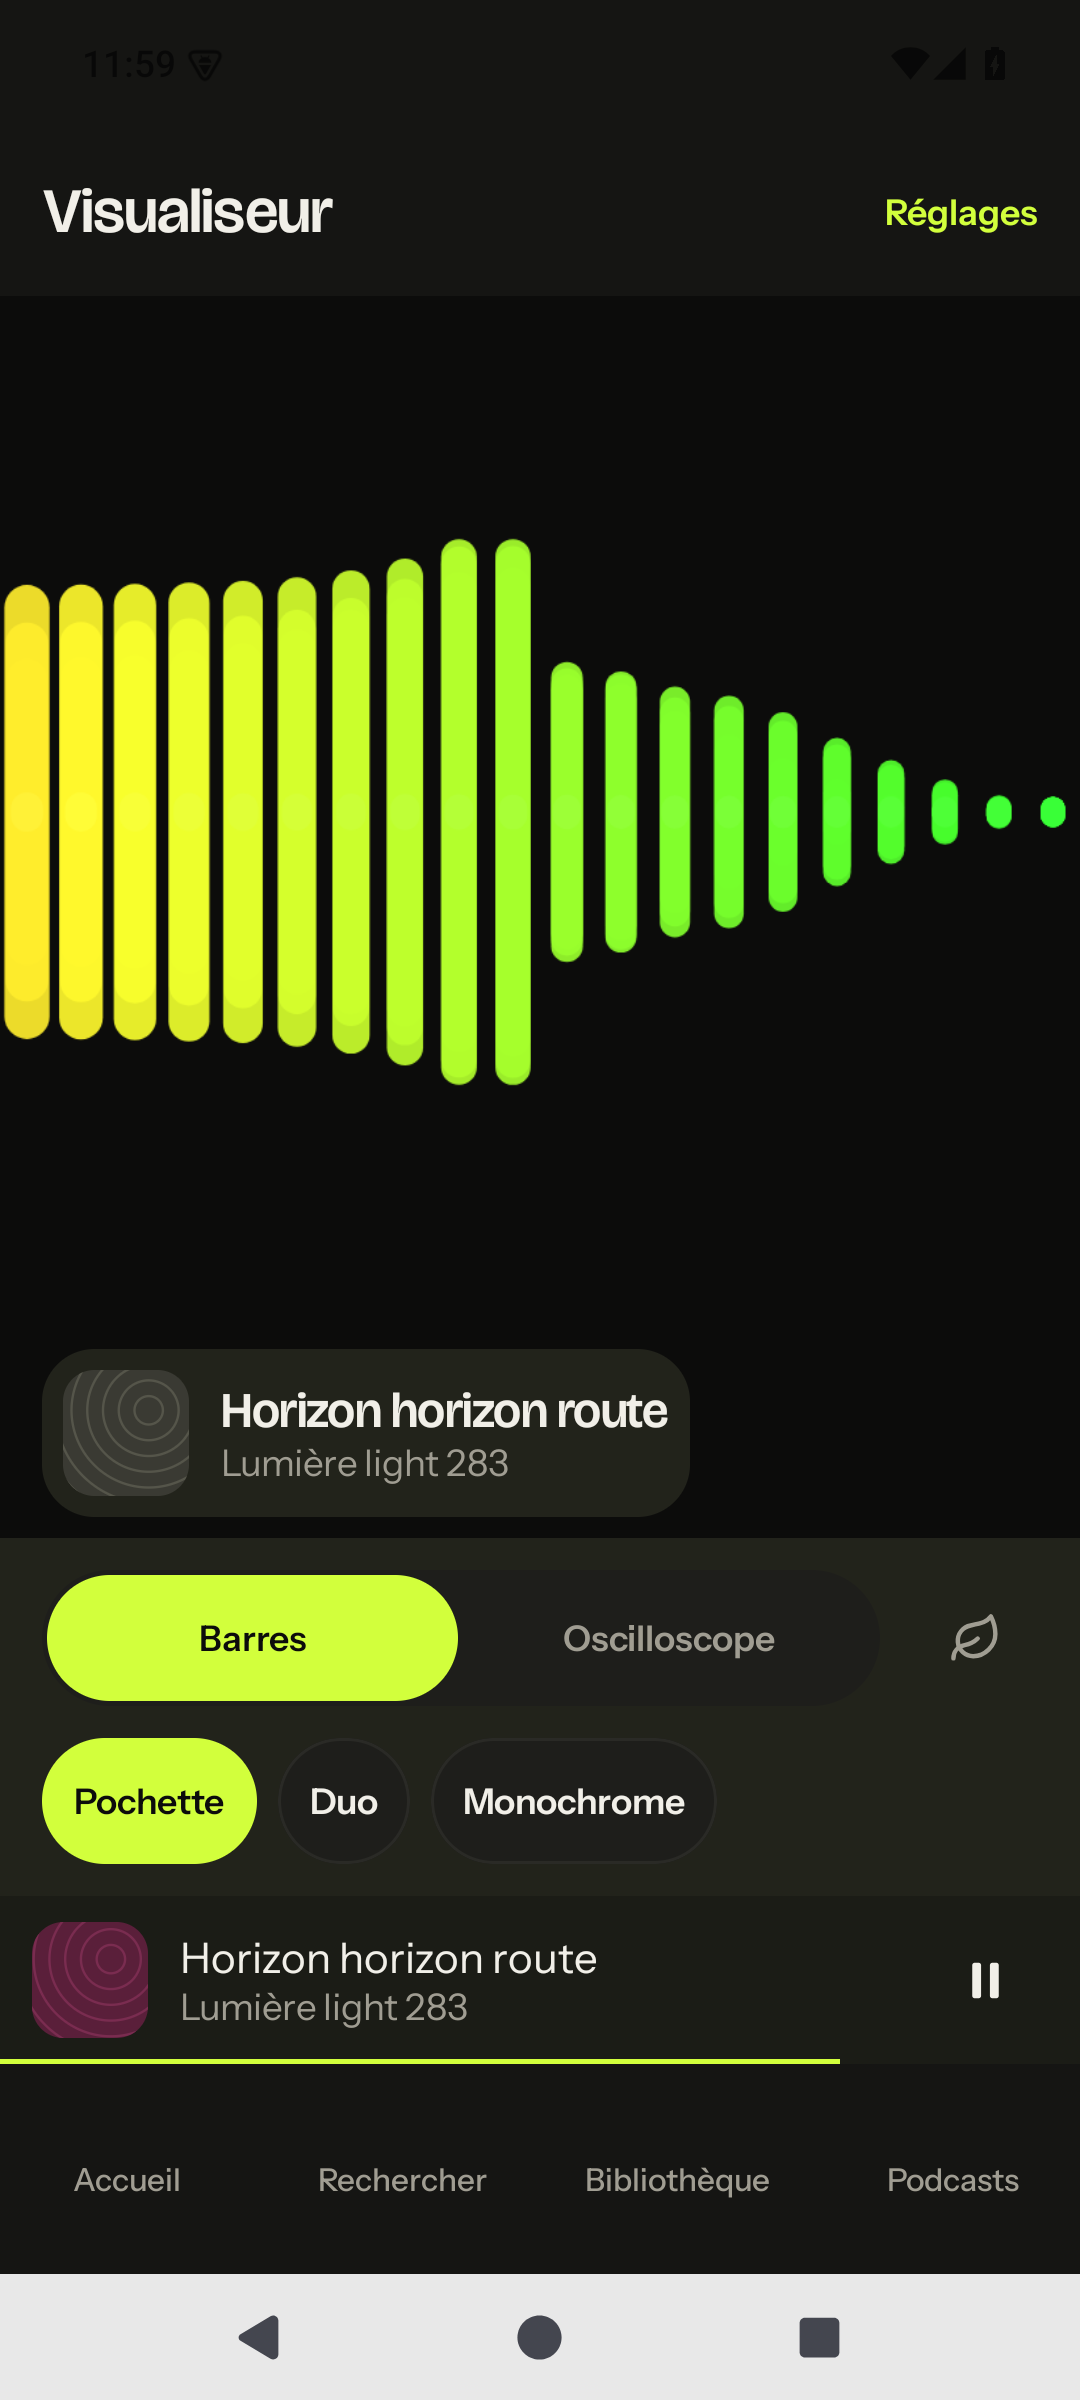 11:59
Visualiseur
Réglages
Horizon horizon route
Lumière light 283
Barres
Oscilloscope
Pochette
Duo
Monochrome
Horizon horizon route
Lumière light 283
Accueil
Rechercher
Bibliothèque
Podcasts